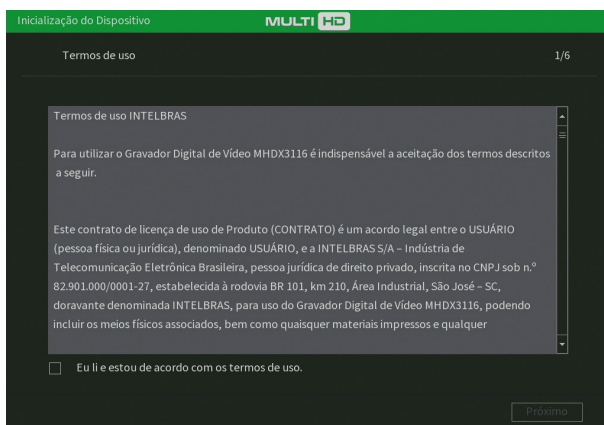 Inicialização do Dispositivo
MULTI HD
Termos de uso
1/6
Termos de uso INTELBRAS
Para utilizar o Gravador Digital de Vídeo MHDX3116 é indispensável a aceitação dos termos descritos
a seguir.
Este contrato de licença de uso de Produto (CONTRATO) é um acordo legal entre o USUÁRIO
(pessoa física ou jurídica), denominado USUÁRIO, e a INTELBRAS S/A – Indústria de
Telecomunicação Eletrônica Brasileira, pessoa jurídica de direito privado, inscrita no CNPJ sob n.º
82.901.000/0001-27, estabelecida à rodovia BR 101, km 210, Área Industrial, São José – SC,
doravante denominada INTELBRAS, para uso do Gravador Digital de Vídeo MHDX3116, podendo
incluir os meios físicos associados, bem como quaisquer materiais impressos e qualquer
Eu li e estou de acordo com os termos de uso.
Próximo